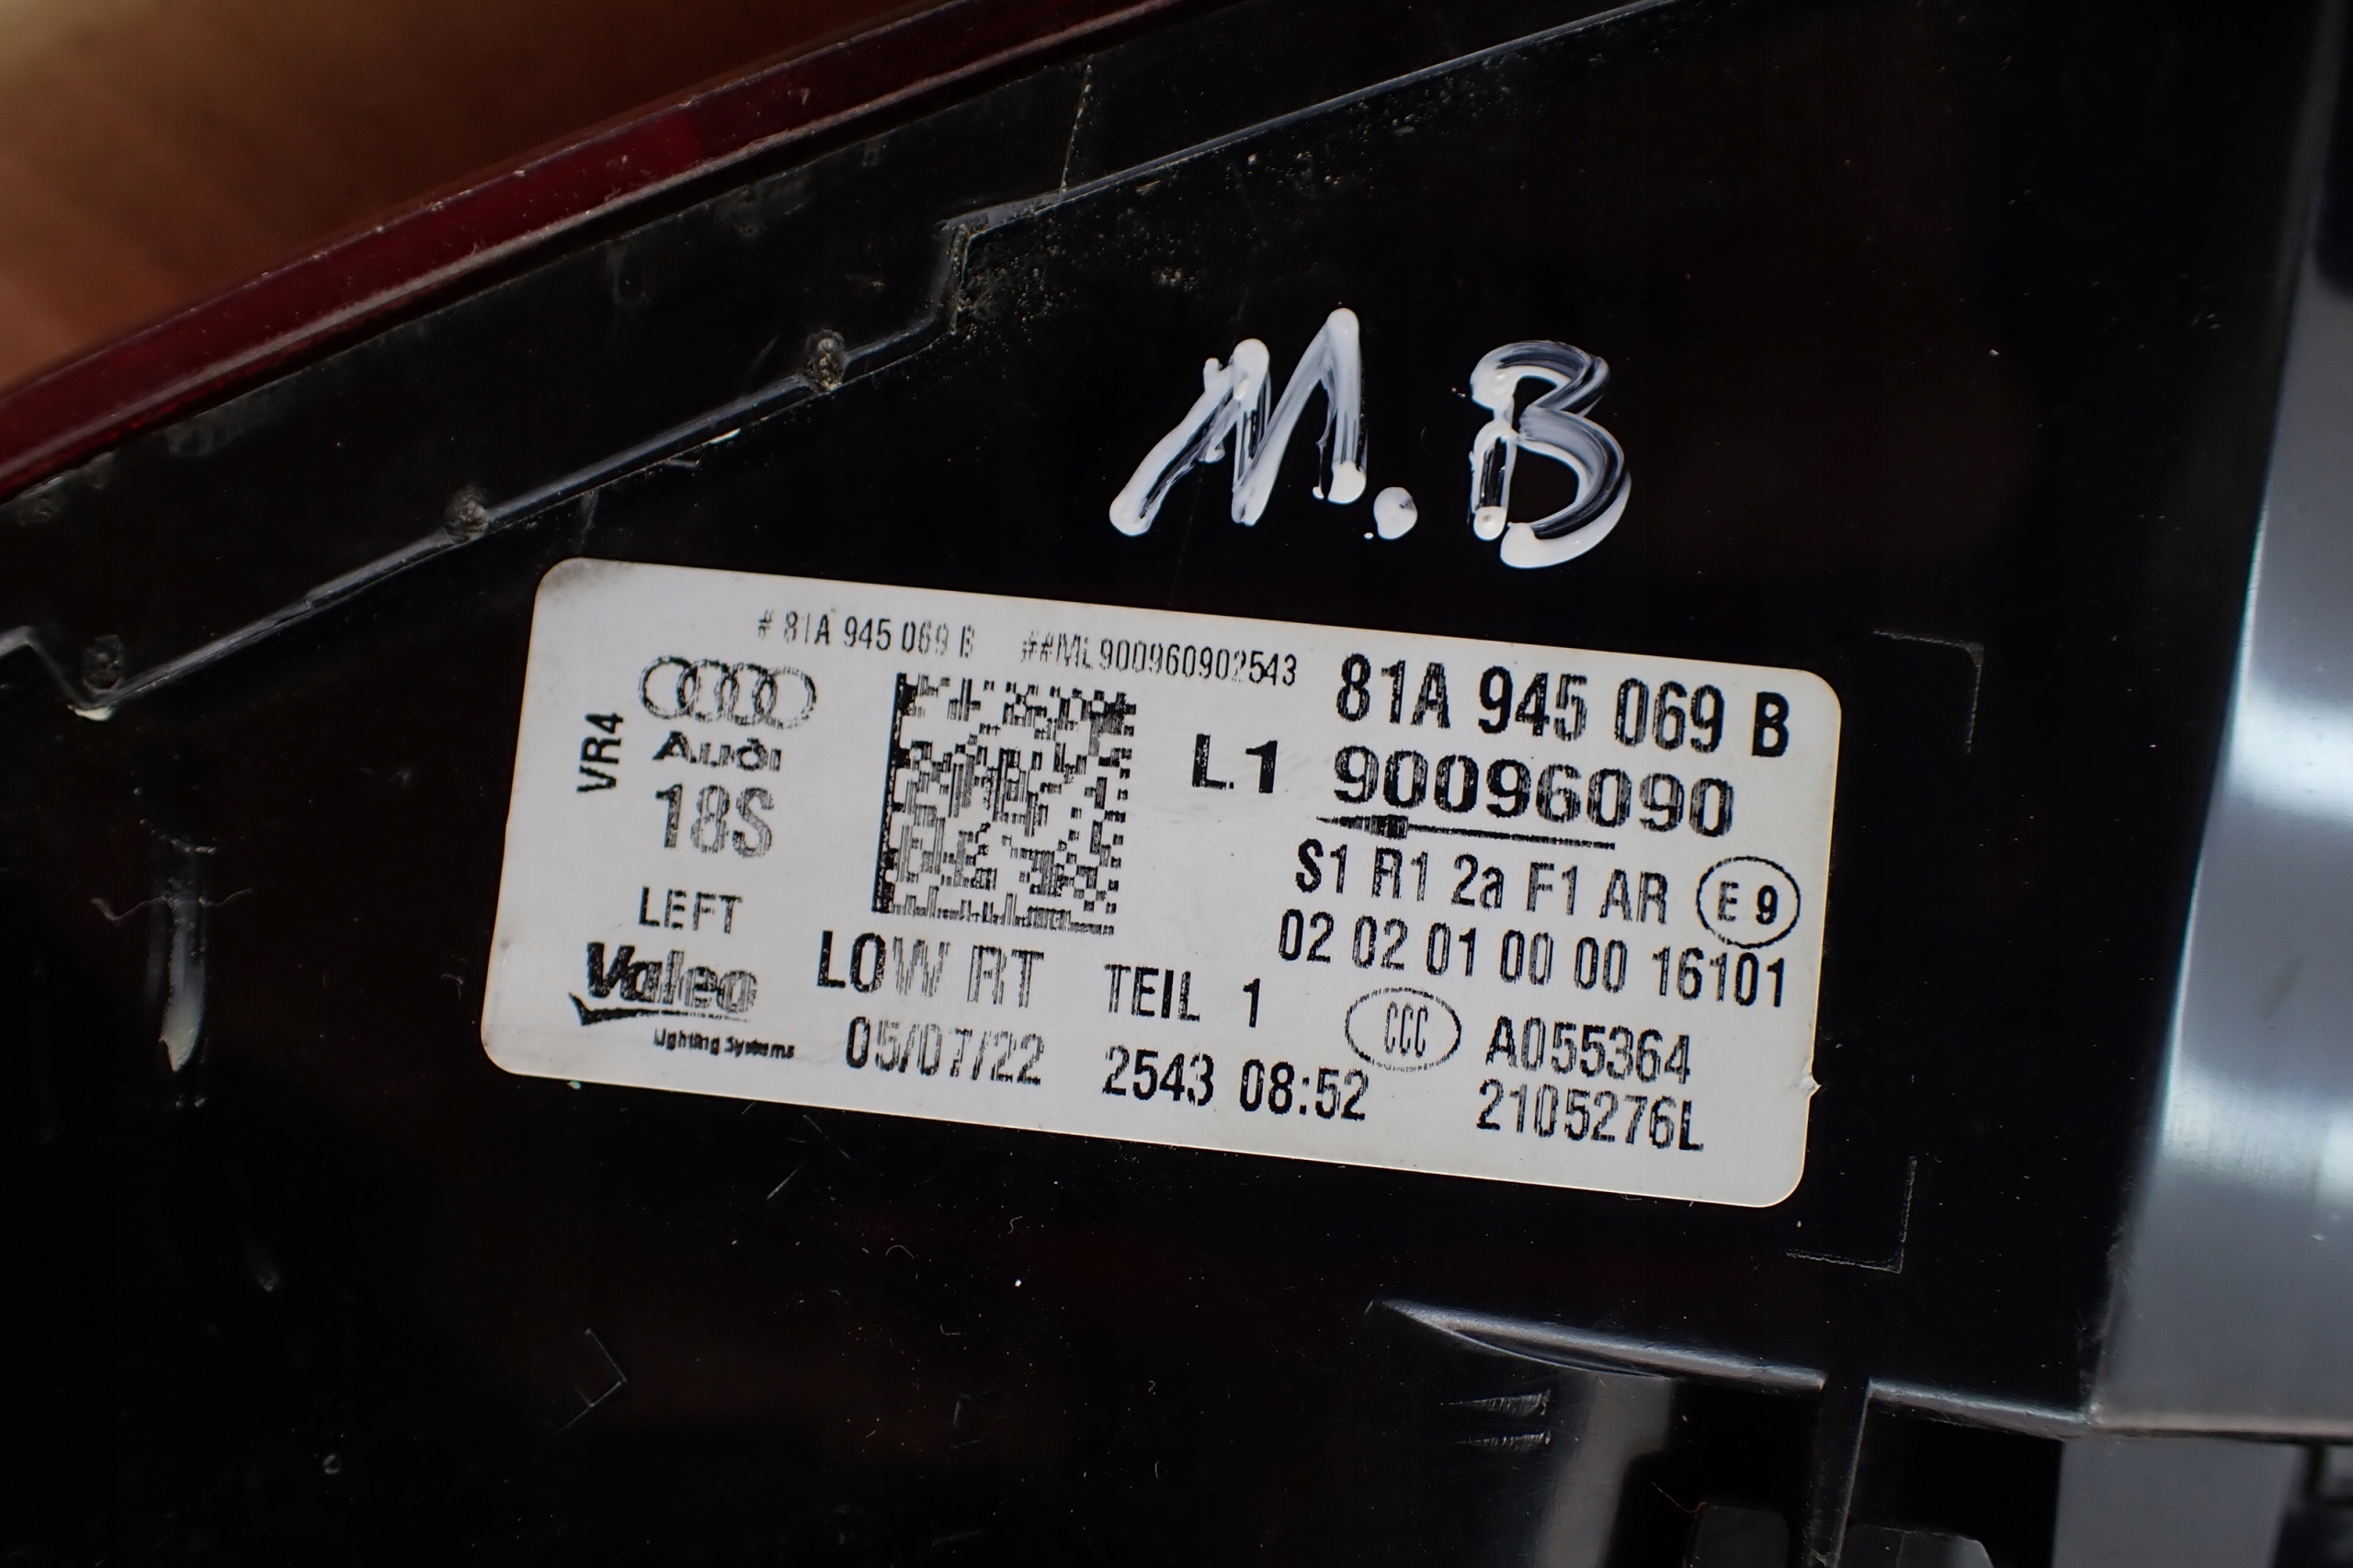 M.B
# 81A 945 069 B ##ML900960902543
81A 945 069 B
VR4
Audi
18S
L1 90096090
S1 R1 2a F1 AR E 9
LEFT
02 02 01 00 00 16101
Valeo
Lighting Systems
LOW RT TEIL 1
CCC A055364
05/07/22 2543 08:52
2105276L